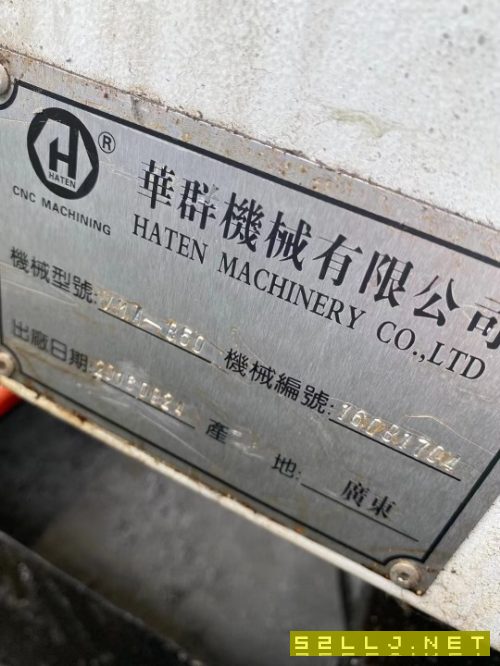 H
HATEN
®
CNC MACHINING
華群機械有限公司
HATEN MACHINERY CO.,LTD
機械型號: 機械編號:
出廠日期: 產地: 廣東
52LLJ.NET